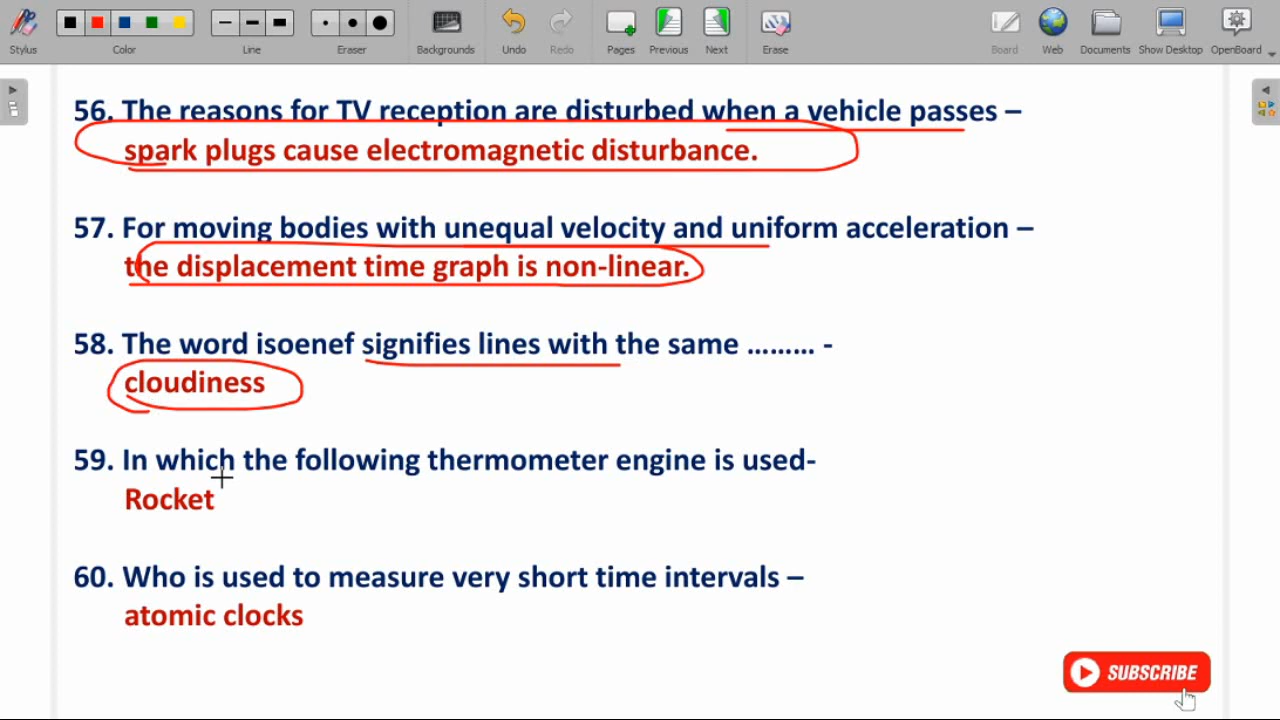 Stylus Color Line Eraser Backgrounds Undo Redo Pages Previous Next Erase Board Web Documents Show Desktop OpenBoard
56. The reasons for TV reception are disturbed when a vehicle passes –
spark plugs cause electromagnetic disturbance.
57. For moving bodies with unequal velocity and uniform acceleration –
the displacement time graph is non-linear.
58. The word isoenef signifies lines with the same ......... -
cloudiness
59. In which the following thermometer engine is used-
Rocket
60. Who is used to measure very short time intervals –
atomic clocks
SUBSCRIBE